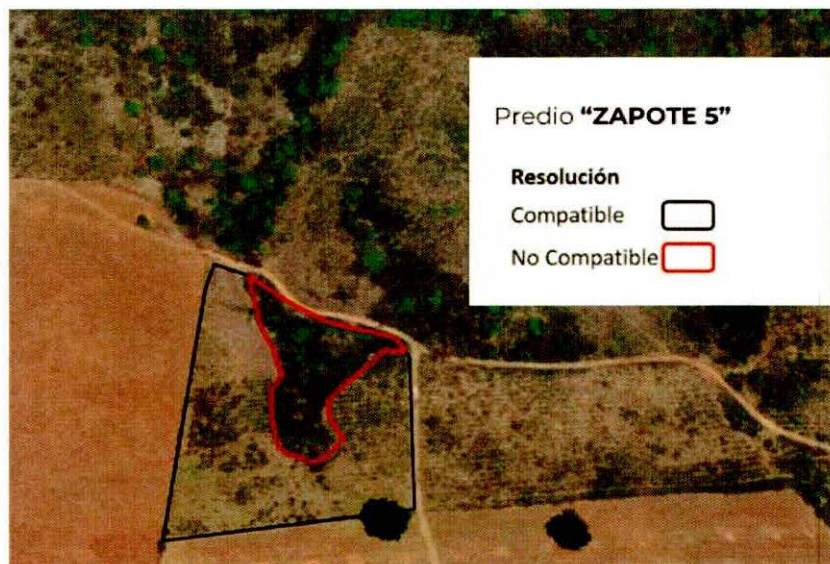 Predio “ZAPOTE 5”
Resolución
Compatible
No Compatible